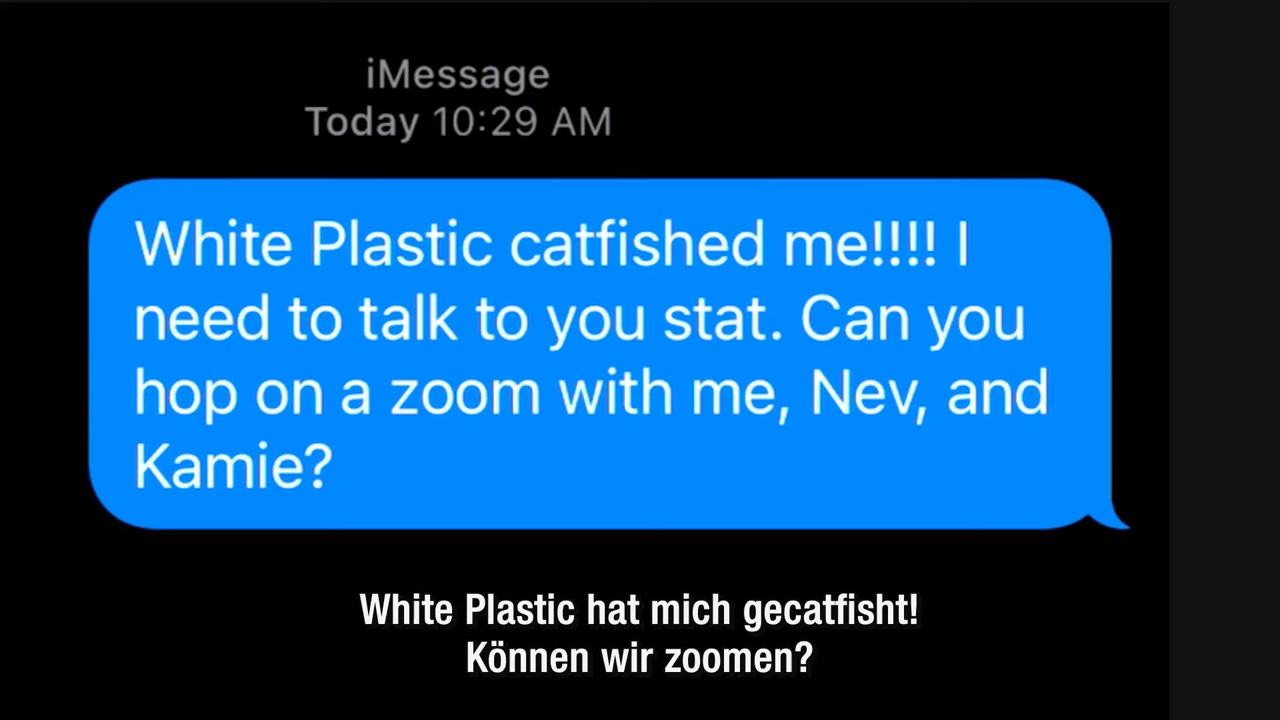 iMessage
Today 10:29 AM
White Plastic catfished me!!!! I
need to talk to you stat. Can you
hop on a zoom with me, Nev, and
Kamie?
White Plastic hat mich gecatfisht!
Können wir zoomen?